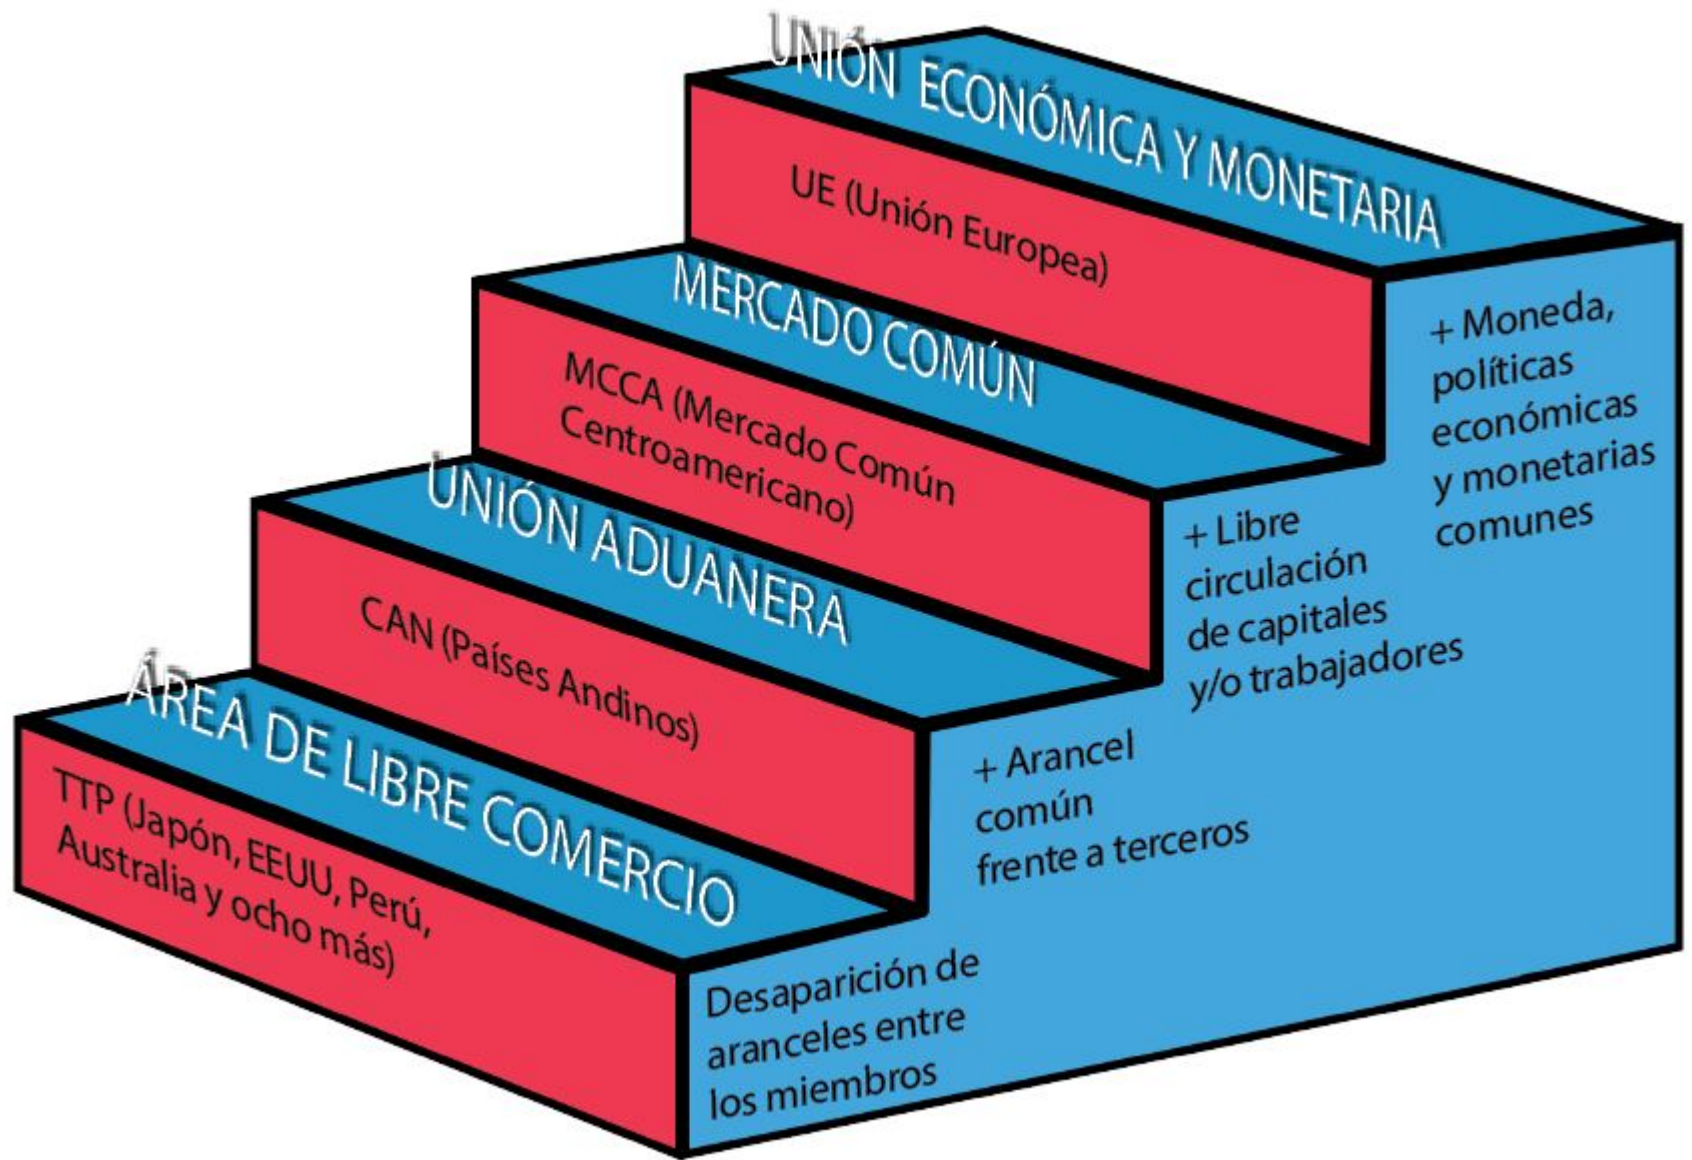 UNIÓN ECONÓMICA Y MONETARIA
UE (Unión Europea)
+ Moneda,
políticas
económicas
y monetarias
comunes
MERCADO COMÚN
MCCA (Mercado Común
Centroamericano)
+ Libre
circulación
de capitales
y/o trabajadores
UNIÓN ADUANERA
CAN (Países Andinos)
+ Arancel
común
frente a terceros
ÁREA DE LIBRE COMERCIO
TTP (Japón, EEUU, Perú,
Australia y ocho más)
Desaparición de
aranceles entre
los miembros